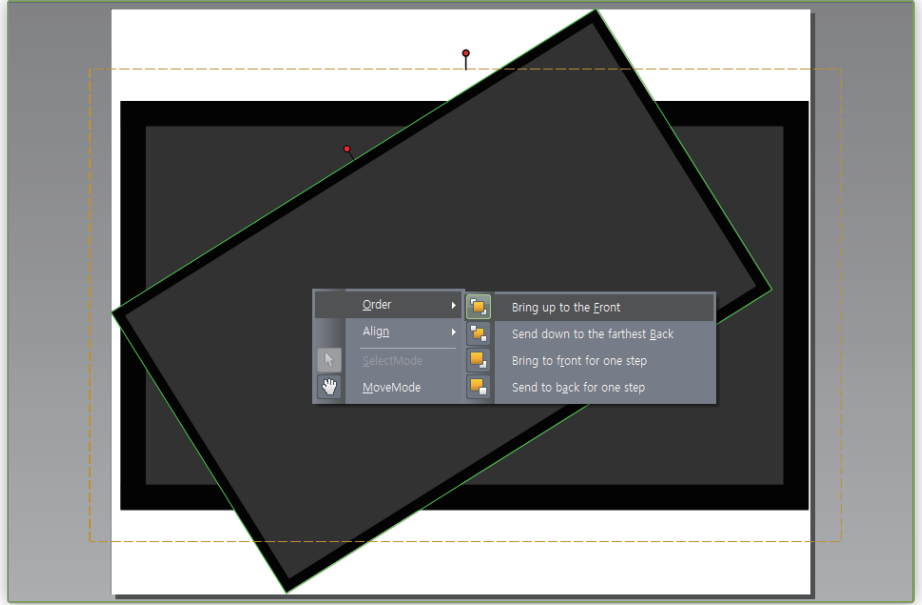 Order
Align
SelectMode
MoveMode
Bring up to the Front
Send down to the farthest Back
Bring to front for one step
Send to back for one step